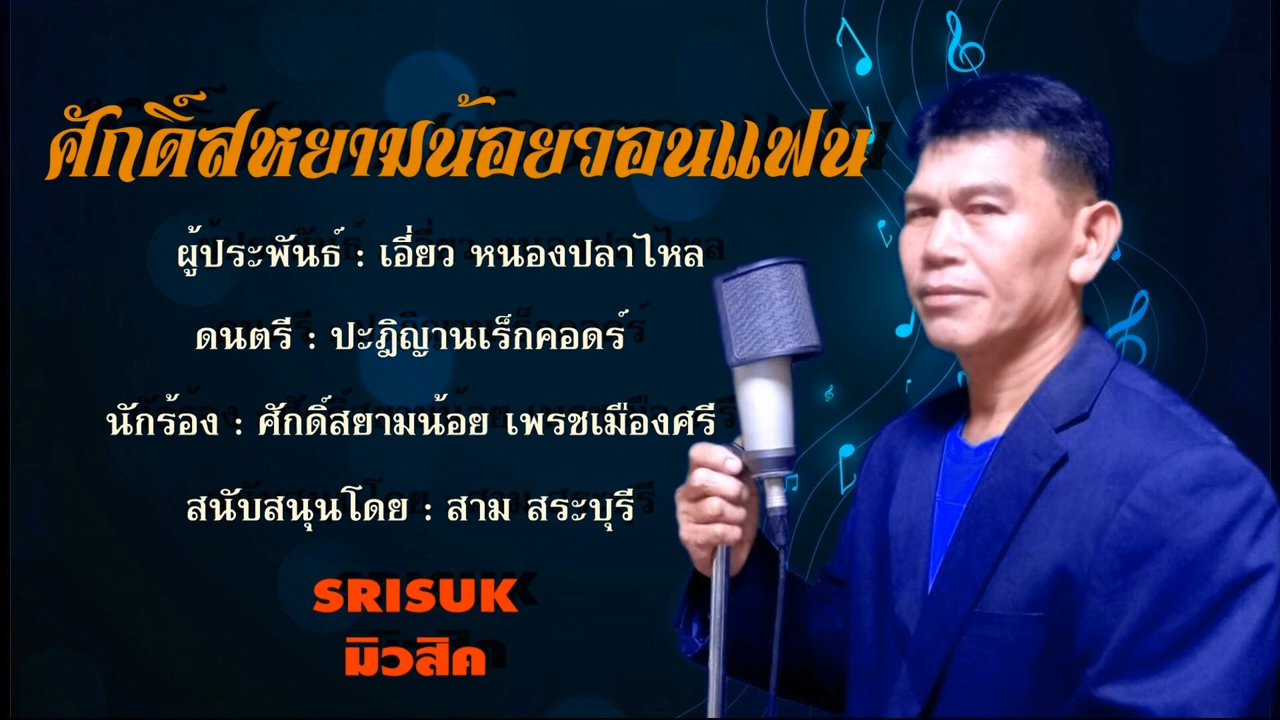 ศักดิ์สหยามน้อยวอนแฟน
ผู้ประพันธ์ : เอี่ยว หนองปลาไหล
ดนตรี : ปะฎิญานเร็กคอดร์
นักร้อง : ศักดิ์สยามน้อย เพรชเมืองศรี
สนับสนุนโดย : สาม สระบุรี
SRISUK
มิวสิค